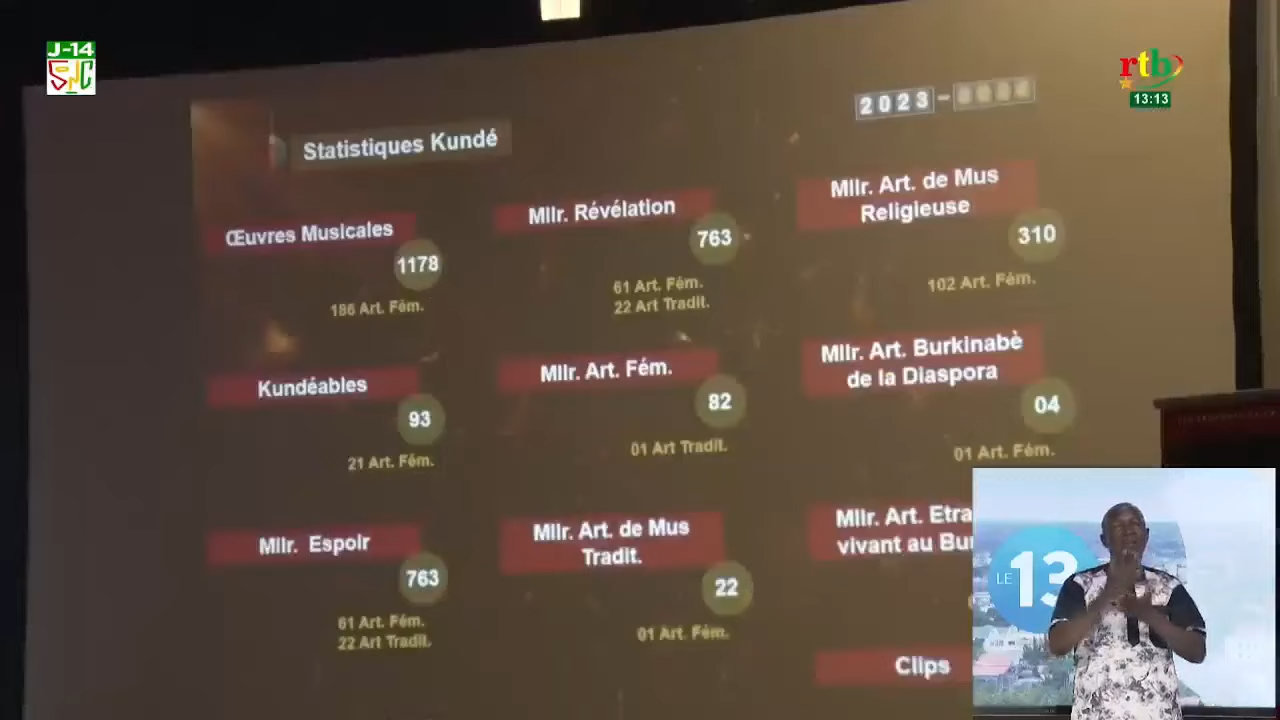 J-14
SNC
rtb
13:13
2023-
Statistiques Kundé
Œuvres Musicales
1178
186 Art. Fém.
Kundéables
93
21 Art. Fém.
Mllr. Espoir
763
61 Art. Fém.
22 Art Tradit.
Mllr. Révélation
763
61 Art. Fém.
22 Art Tradit.
Mllr. Art. Fém.
82
01 Art Tradit.
Mllr. Art. de Mus
Tradit.
22
01 Art. Fém.
Mllr. Art. de Mus
Religieuse
310
102 Art. Fém.
Mllr. Art. Burkinabè
de la Diaspora
04
01 Art. Fém.
Mllr. Art. Etra
vivant au Bu
Clips
LE 13